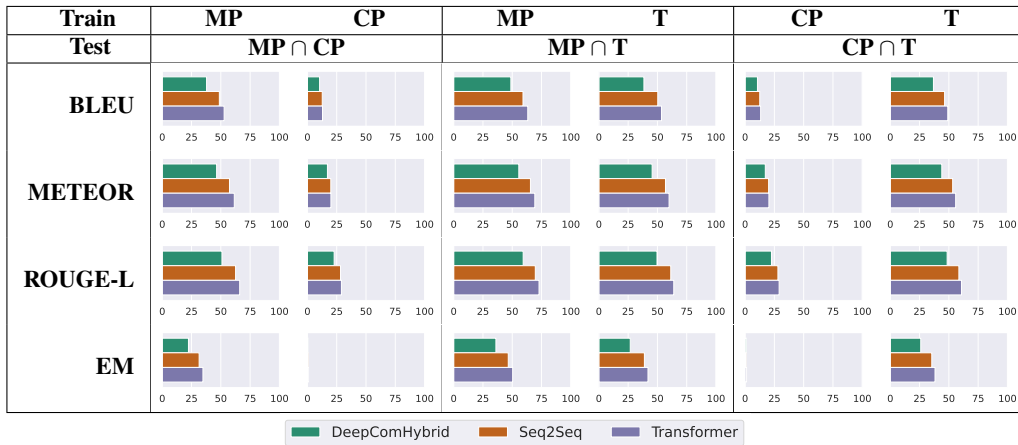 Train MP CP MP T CP T
Test MP ∩ CP MP ∩ T CP ∩ T
BLEU
0 25 50 75 100 0 25 50 75 100 0 25 50 75 100 0 25 50 75 100 0 25 50 75 100 0 25 50 75 100
METEOR
0 25 50 75 100 0 25 50 75 100 0 25 50 75 100 0 25 50 75 100 0 25 50 75 100 0 25 50 75 100
ROUGE-L
0 25 50 75 100 0 25 50 75 100 0 25 50 75 100 0 25 50 75 100 0 25 50 75 100 0 25 50 75 100
EM
0 25 50 75 100 0 25 50 75 100 0 25 50 75 100 0 25 50 75 100 0 25 50 75 100 0 25 50 75 100
DeepComHybrid Seq2Seq Transformer